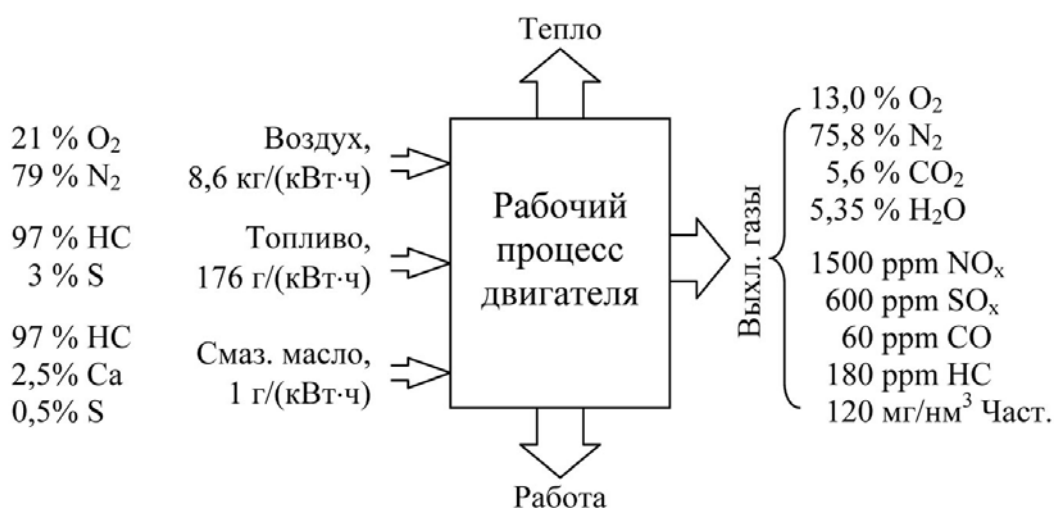 Тепло
21 % O₂
79 % N₂
Воздух,
8,6 кг/(кВт·ч)
97 % HC
3 % S
Топливо,
176 г/(кВт·ч)
97 % HC
2,5% Ca
0,5% S
Смаз. масло,
1 г/(кВт·ч)
Рабочий
процесс
двигателя
Выхл. газы
13,0 % O₂
75,8 % N₂
5,6 % CO₂
5,35 % H₂O
1500 ppm NOₓ
600 ppm SOₓ
60 ppm CO
180 ppm HC
120 мг/нм³ Част.
Работа